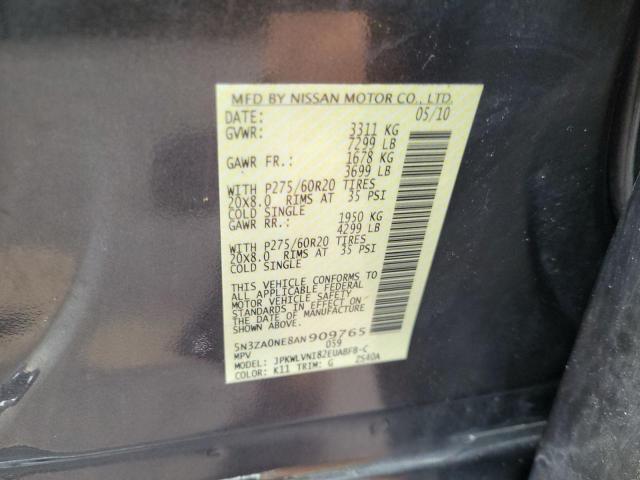 MFD BY NISSAN MOTOR CO., LTD.
DATE: 05/10
GVWR: 3311 KG
7299 LB
GAWR FR.: 1678 KG
3699 LB
WITH P275/60R20 TIRES
20X8.0 RIMS AT 35 PSI
COLD SINGLE
GAWR RR.: 1950 KG
4299 LB
WITH P275/60R20 TIRES
20X8.0 RIMS AT 35 PSI
COLD SINGLE
THIS VEHICLE CONFORMS TO
ALL APPLICABLE FEDERAL
MOTOR VEHICLE SAFETY
STANDARDS IN EFFECT ON THE
DATE OF MANUFACTURE
SHOWN ABOVE.
5N3ZA0NE8AN909765
MPV 059
MODEL: JPKWLVNI82EUABFB-C
COLOR: K11 TRIM: G 2S40A